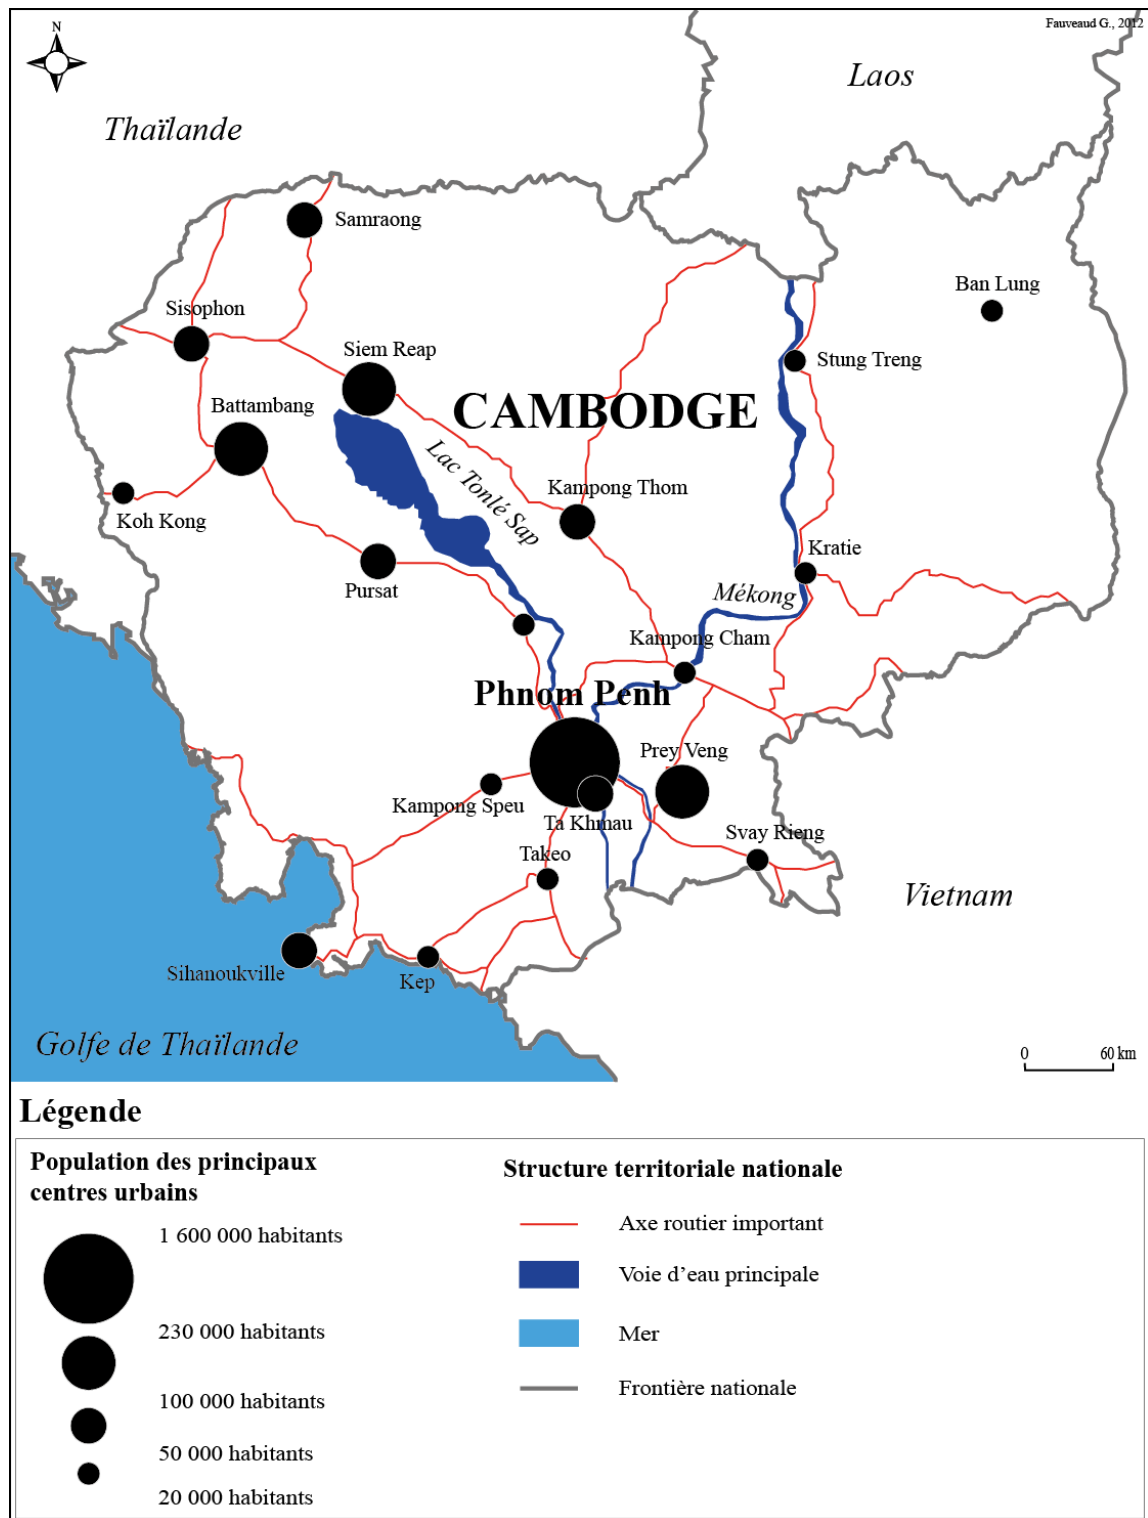 Fauveaud G., 2012
N
Laos
Thaïlande
Samraong
Ban Lung
Sisophon
Siem Reap
Stung Treng
CAMBODGE
Battambang
Lac Tonlé Sap
Kampong Thom
Koh Kong
Kratie
Pursat
Mékong
Kampong Cham
Phnom Penh
Prey Veng
Kampong Speu
Ta Khmau
Svay Rieng
Takeo
Vietnam
Sihanoukville
Kep
Golfe de Thaïlande
0 60 km
Légende
Population des principaux
centres urbains
1 600 000 habitants
230 000 habitants
100 000 habitants
50 000 habitants
20 000 habitants
Structure territoriale nationale
Axe routier important
Voie d'eau principale
Mer
Frontière nationale